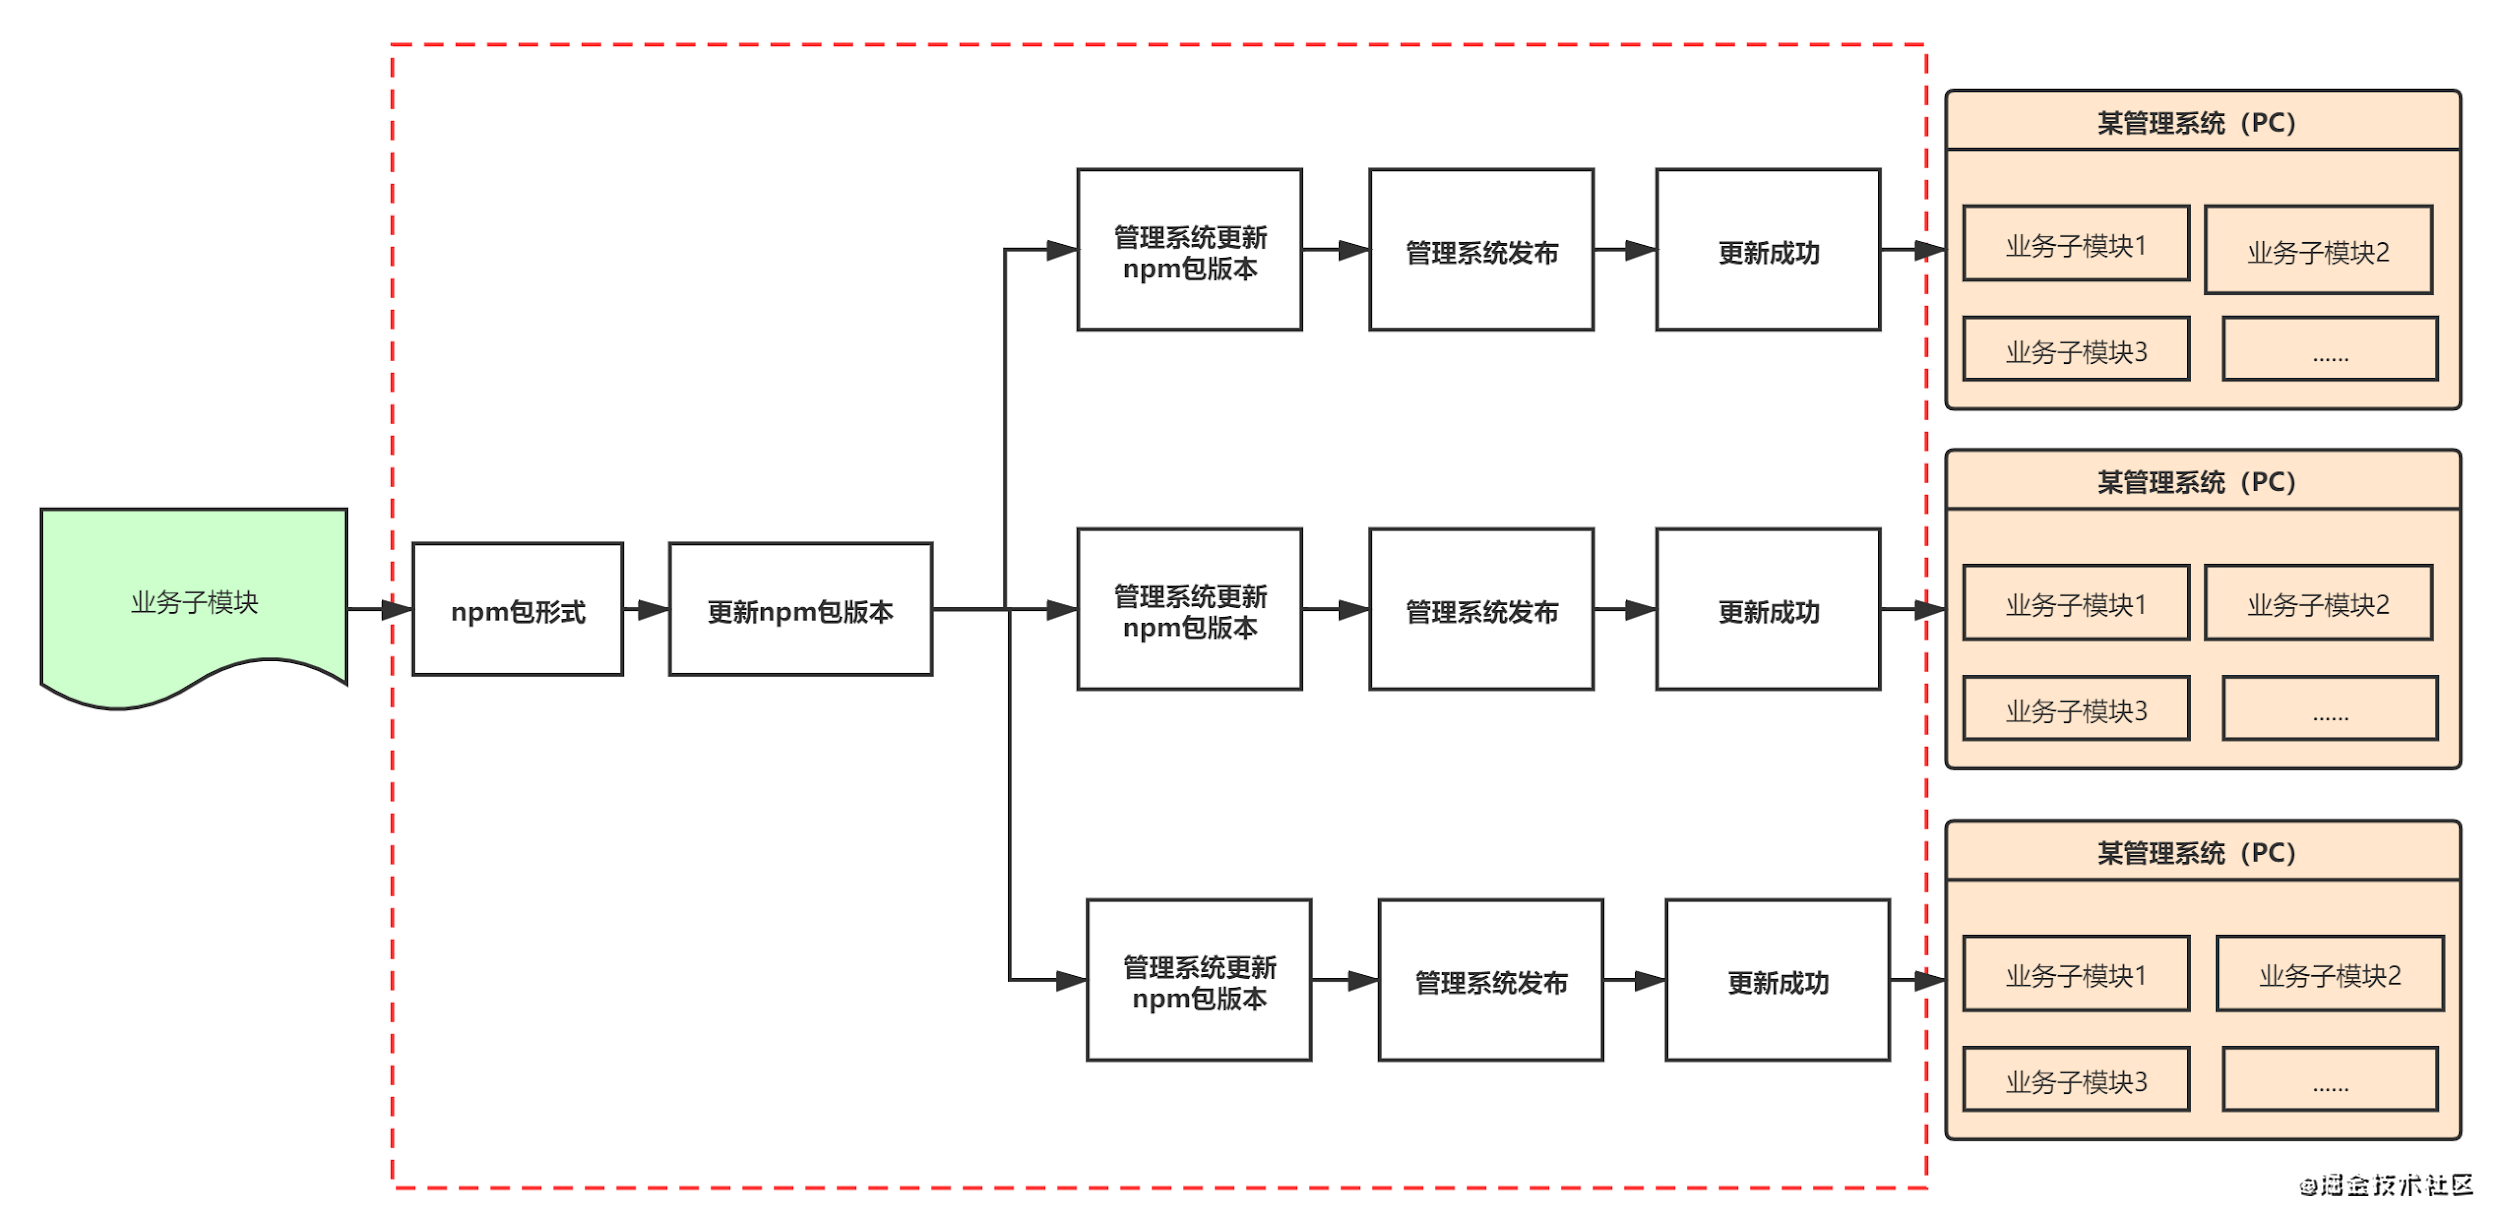 业务子模块
npm包形式
更新npm包版本
管理系统更新
npm包版本
管理系统发布
更新成功
某管理系统（PC）
业务子模块1
业务子模块2
业务子模块3
......
管理系统更新
npm包版本
管理系统发布
更新成功
某管理系统（PC）
业务子模块1
业务子模块2
业务子模块3
......
管理系统更新
npm包版本
管理系统发布
更新成功
某管理系统（PC）
业务子模块1
业务子模块2
业务子模块3
......
@掘金技术社区